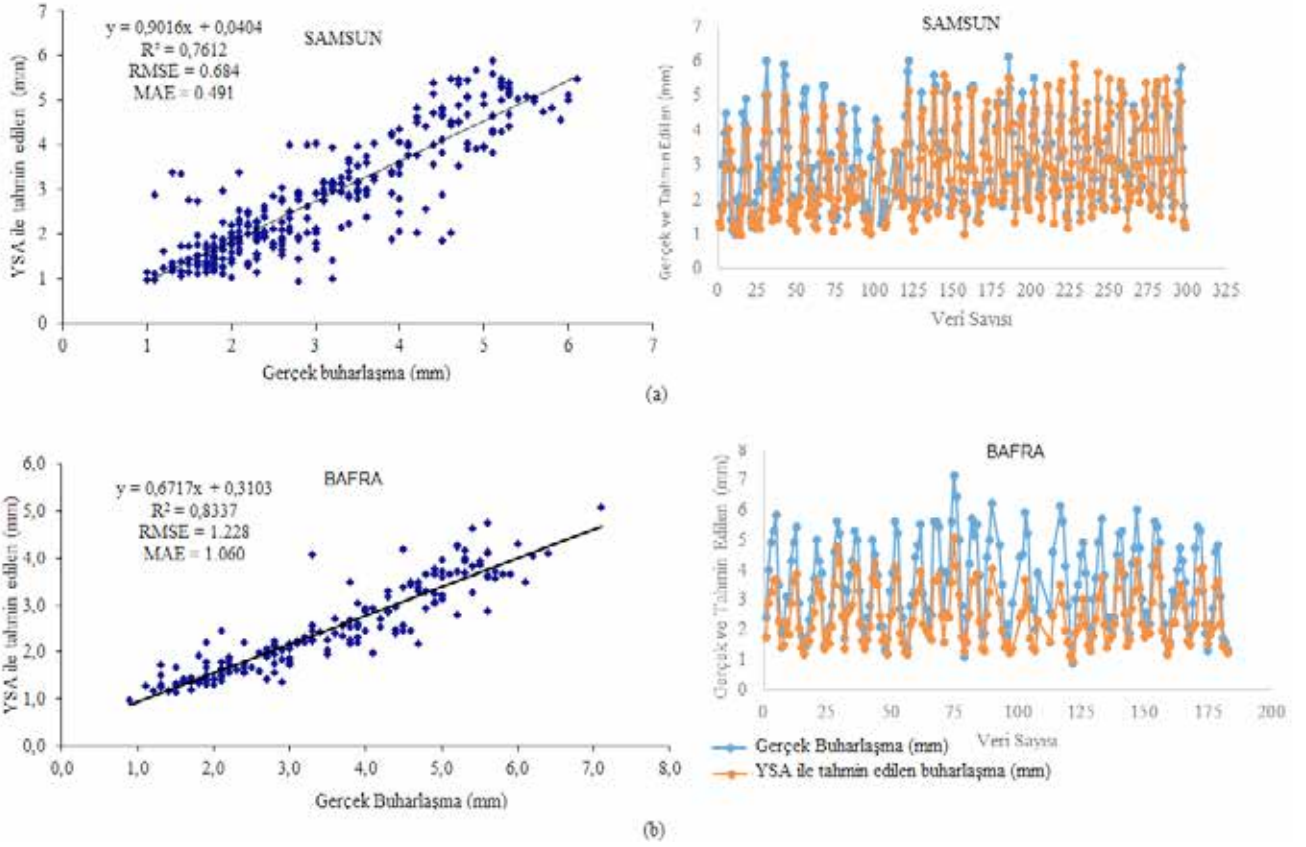 y = 0,9016x + 0,0404
R² = 0,7612
RMSE = 0.684
MAE = 0.491
SAMSUN
YSA ile tahmin edilen (mm)
7
6
5
4
3
2
1
0
0 1 2 3 4 5 6 7
Gerçek buharlaşma (mm)
SAMSUN
Gerçek ve Tahmin Edilen (mm)
7
6
5
4
3
2
1
0
0 25 50 75 100 125 150 175 200 225 250 275 300 325
Veri Sayısı
(a)
y = 0,6717x + 0,3103
R² = 0,8337
RMSE = 1.228
MAE = 1.060
BAFRA
YSA ile tahmin edilen (mm)
6,0
5,0
4,0
3,0
2,0
1,0
0,0
0,0 1,0 2,0 3,0 4,0 5,0 6,0 7,0 8,0
Gerçek Buharlaşma (mm)
BAFRA
Gerçek ve Tahmin Edilen (mm)
8
7
6
5
4
3
2
1
0
0 25 50 75 100 125 150 175 200
Veri Sayısı
Gerçek Buharlaşma (mm)
YSA ile tahmin edilen buharlaşma (mm)
(b)